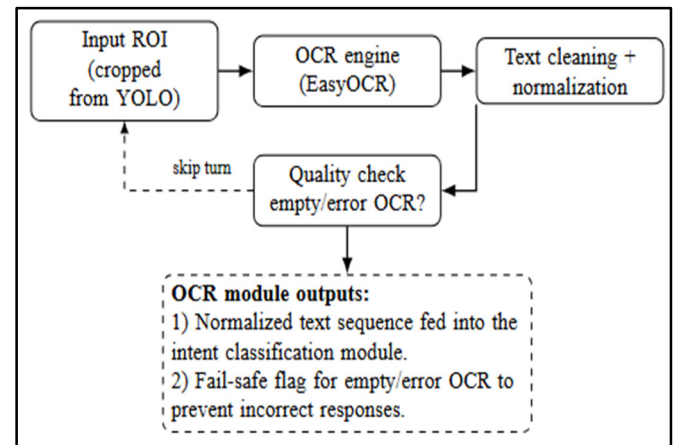 Input ROI
(cropped
from YOLO)
OCR engine
(EasyOCR)
Text cleaning +
normalization
skip turn
Quality check
empty/error OCR?
OCR module outputs:
1) Normalized text sequence fed into the
intent classification module.
2) Fail-safe flag for empty/error OCR to
prevent incorrect responses.